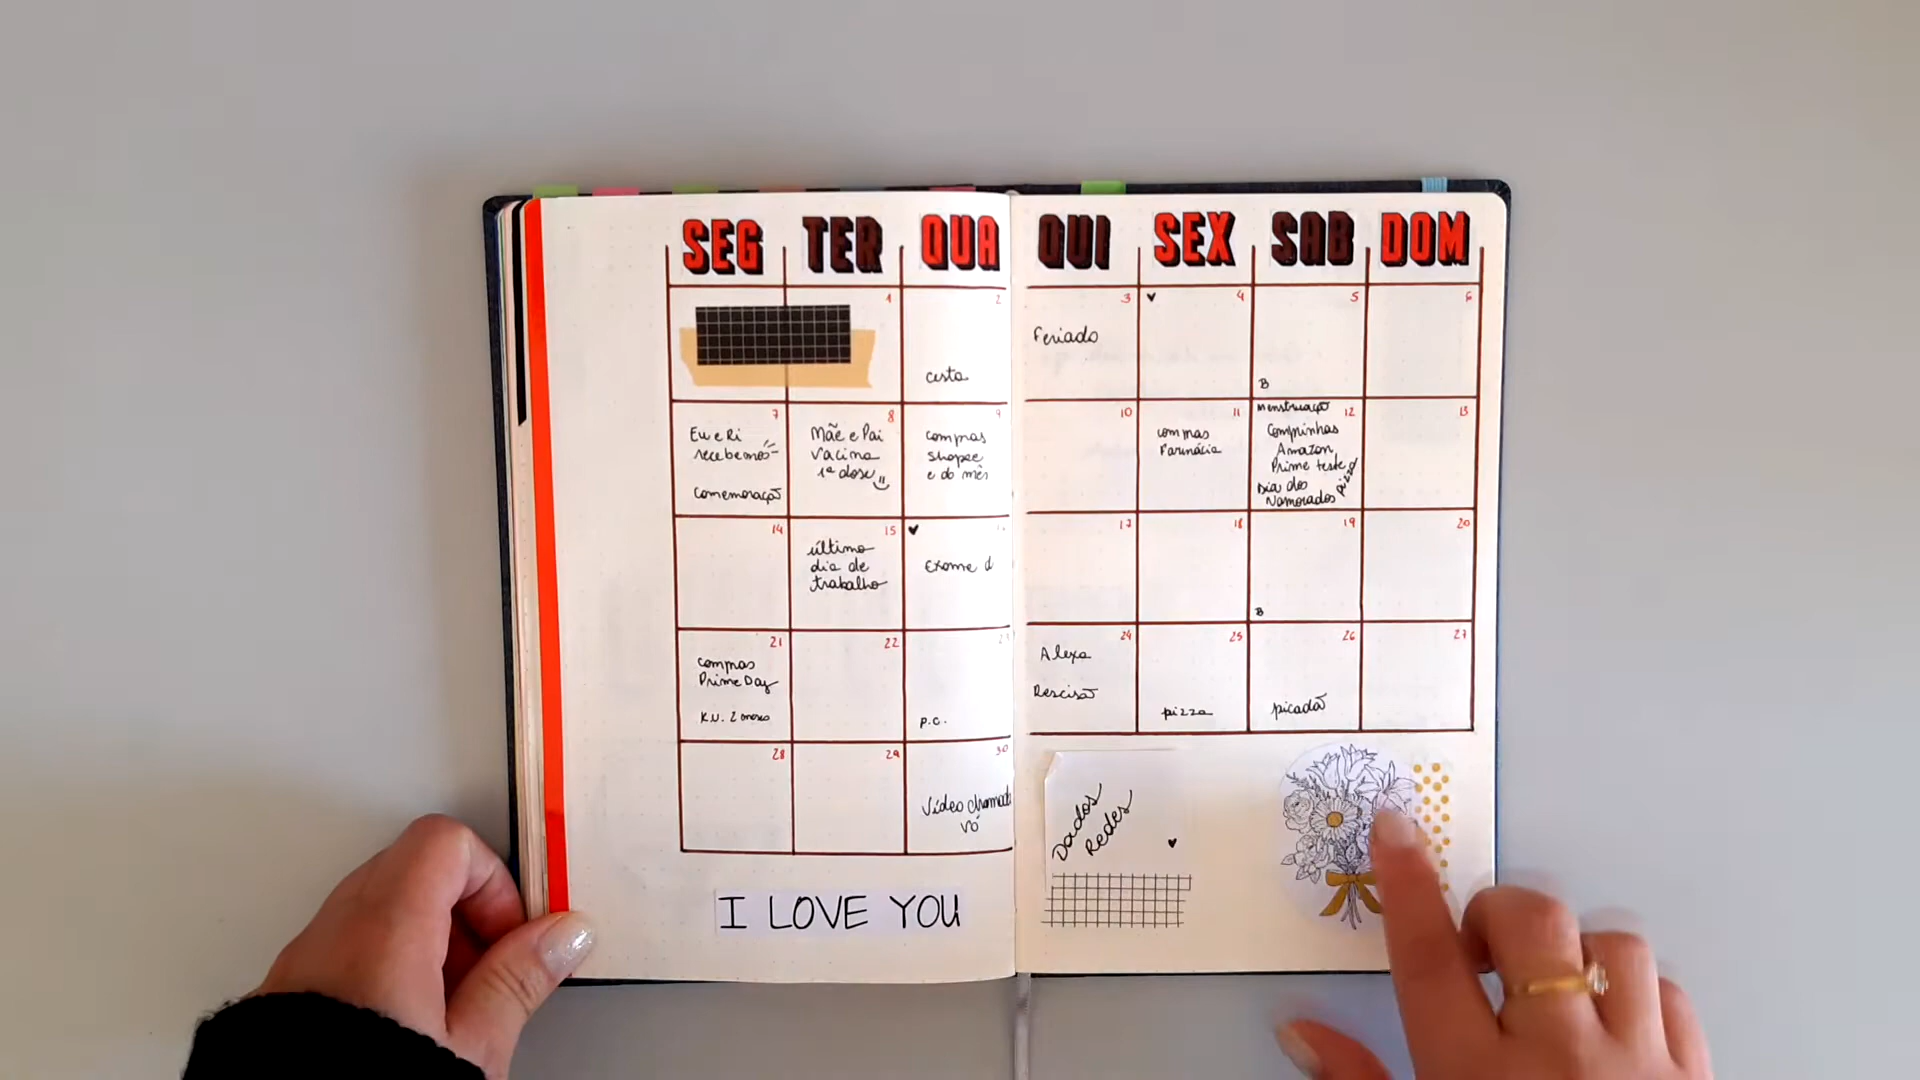 SEG TER QUA QUI SEX SAB DOM
1 2 3 4 5 6
cesta
Feriado
B
7 8 9 10 11 12 13
Eu e Ri
recebemos
Comemoração
Mãe e Pai
Vacina
1ª dose
compras
shopee
e do mês
compras
Farmácia
menstruação
Comprinhas
Amazon
Prime teste
Dia dos
Namorados
pizza
14 15 17 18 19 20
último
dia de
trabalho
Exame d
B
21 22 23 24 25 26 27
compras
Prime Day
K.U. 2 meses
p.c.
Alexa
Rescisão
pizza
picadã
28 29 30
Vídeo chamada
vó
I LOVE YOU
Dados
Redes